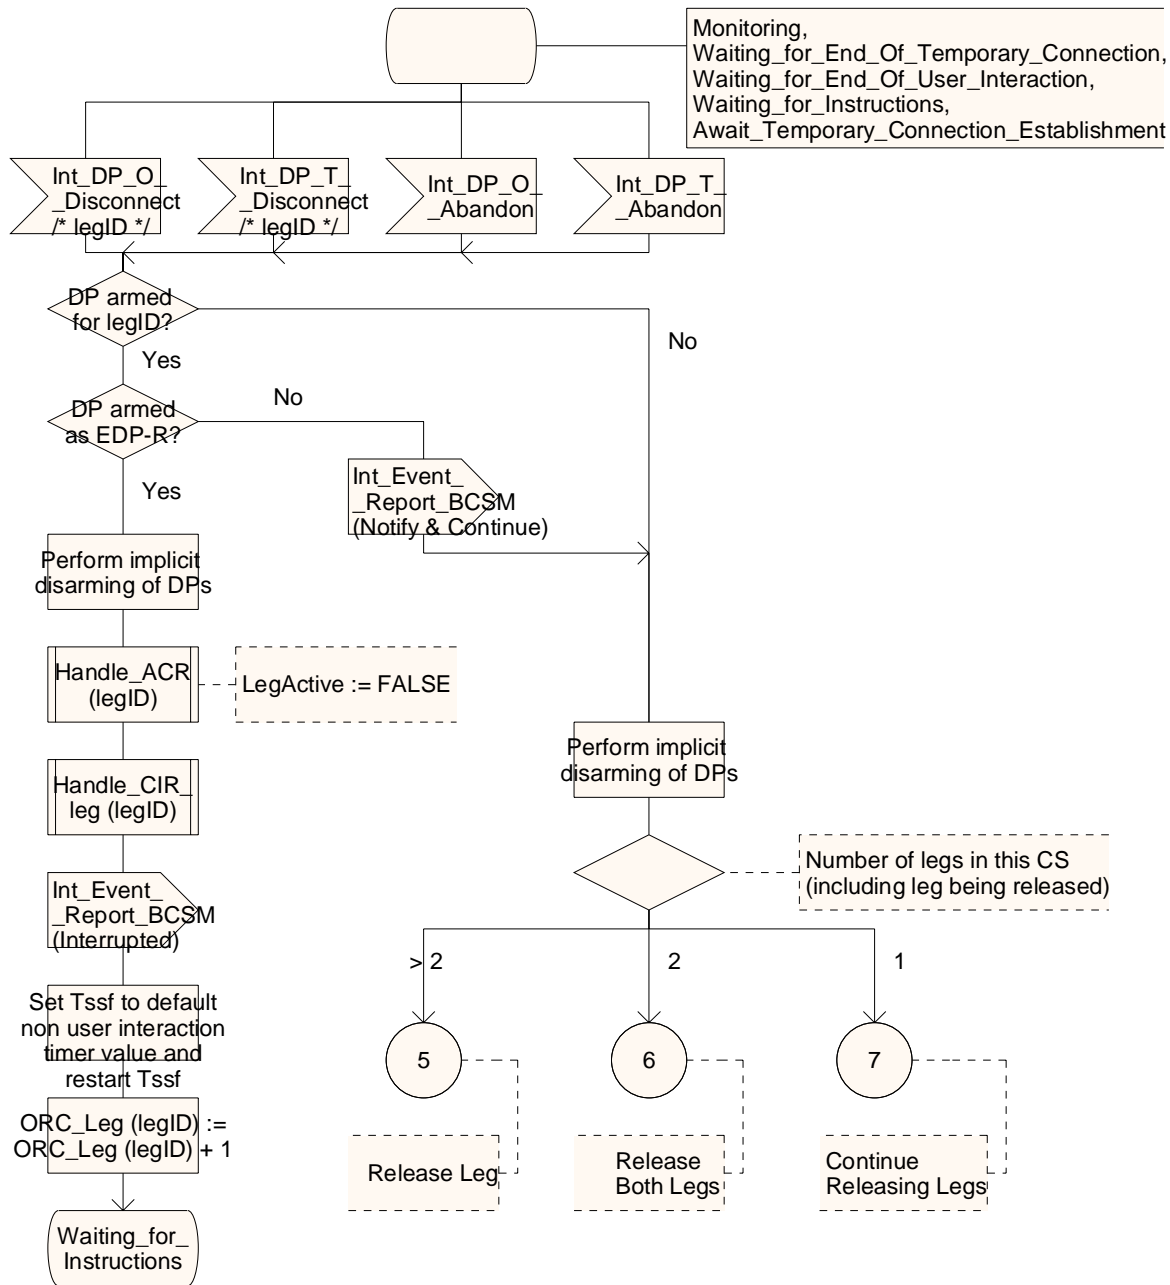 Monitoring,
Waiting_for_End_Of_Temporary_Connection,
Waiting_for_End_Of_User_Interaction,
Waiting_for_Instructions,
Await_Temporary_Connection_Establishment
Int_DP_O_
_Disconnect
/* legID */
Int_DP_T_
_Disconnect
/* legID */
Int_DP_O_
_Abandon
Int_DP_T_
_Abandon
DP armed
for legID?
No
Yes
DP armed
as EDP-R?
No
Yes
Int_Event_
_Report_BCSM
(Notify & Continue)
Perform implicit
disarming of DPs
Handle_ACR
(legID)
LegActive := FALSE
Perform implicit
disarming of DPs
Handle_CIR_
leg (legID)
Number of legs in this CS
(including leg being released)
Int_Event_
_Report_BCSM
(Interrupted)
> 2
2
1
Set Tssf to default
non user interaction
timer value and
restart Tssf
5
6
7
ORC_Leg (legID) :=
ORC_Leg (legID) + 1
Release Leg
Release
Both Legs
Continue
Releasing Legs
Waiting_for_
Instructions